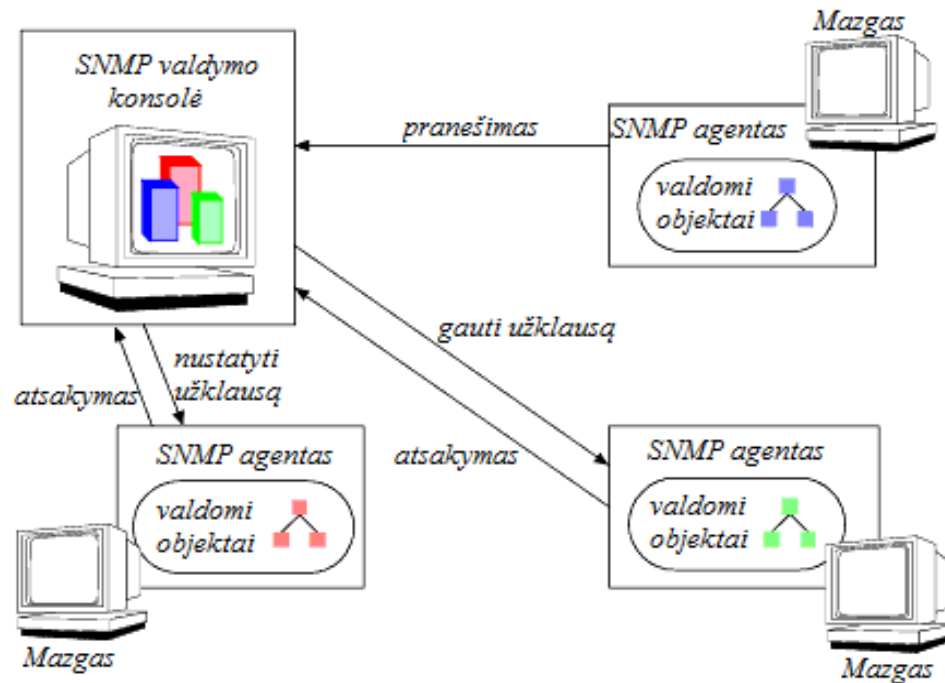 SNMP valdymo
konsolė
Mazgas
pranešimas
SNMP agentas
valdomi
objektai
gauti užklausą
nustatyti
užklausą
atsakymas
atsakymas
SNMP agentas
valdomi
objektai
Mazgas
SNMP agentas
valdomi
objektai
Mazgas